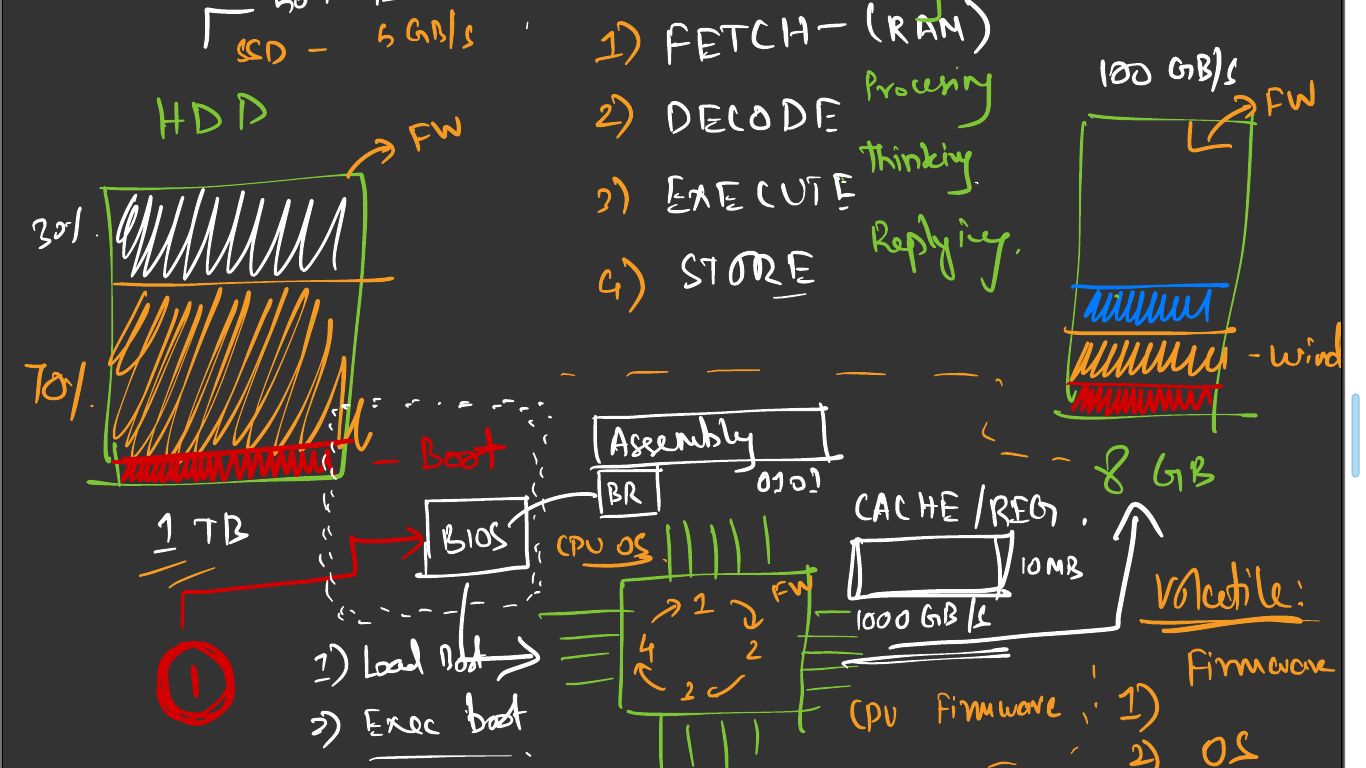 SSD - 5 GB/s
HDD
FW
30%.
70%.
- Boot
1 TB
1
BIOS
1) Load Boot
2) Exec boot
1) FETCH - (RAM)
2) DECODE
3) EXECUTE
4) STORE
Processing
Thinking
Replying.
Assembly
BR
0101
CPU OS
FW
1
2
2
4
CACHE / REG.
10 MB
1000 GB/s
100 GB/s
FW
- Wind
8 GB
Volatile:
Firmware
CPU Firmware : 1)
2) OS